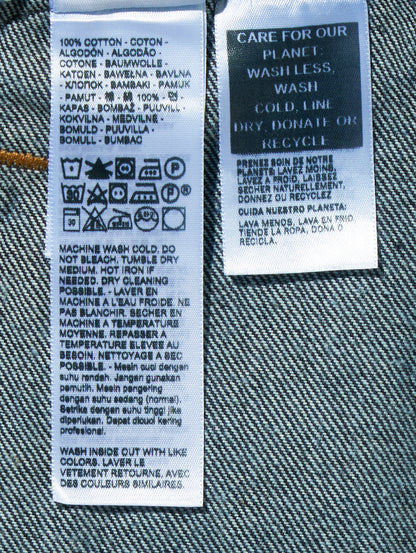 100% COTTON - COTON -
ALGODÓN - ALGODÃO -
COTONE - BAUMWOLLE -
KATOEN - BAWEŁNA - BAVLNA
- ХЛОПОК - BAMBAKI - PAMUK
- PAMUT - 棉 - 綿 100% - 면 -
KAPAS - BOMBAŽ - PUUVILL -
KOKVILNA - MEDVILNĖ -
BOMULD - PUUVILLA -
BOMULL - BUMBAC
MACHINE WASH COLD. DO
NOT BLEACH. TUMBLE DRY
MEDIUM. HOT IRON IF
NEEDED. DRY CLEANING
POSSIBLE. - LAVER EN
MACHINE A L'EAU FROIDE. NE
PAS BLANCHIR. SECHER EN
MACHINE A TEMPERATURE
MOYENNE. REPASSER A
TEMPERATURE ELEVEE AU
BESOIN. NETTOYAGE A SEC
POSSIBLE. - Mesin cuci dengan
suhu rendah. Jangan gunakan
pemutih. Mesin pengering
dengan suhu sedang (normal).
Setrika dengan suhu tinggi jika
diperlukan. Dapat dicuci kering
profesional.
WASH INSIDE OUT WITH LIKE
COLORS. LAVER LE
VETEMENT RETOURNE, AVEC
DES COULEURS SIMILAIRES.
CARE FOR OUR
PLANET:
WASH LESS,
WASH
COLD, LINE
DRY, DONATE OR
RECYCLE
PRENEZ SOIN DE NOTRE
PLANETE: LAVEZ MOINS,
LAVEZ A FROID, LAISSEZ
SECHER NATURELLEMENT,
DONNEZ OU RECYCLEZ
CUIDA NUESTRO PLANETA:
LAVA MENOS, LAVA EN FRIO,
TIENDE LA ROPA, DONA O
RECICLA.